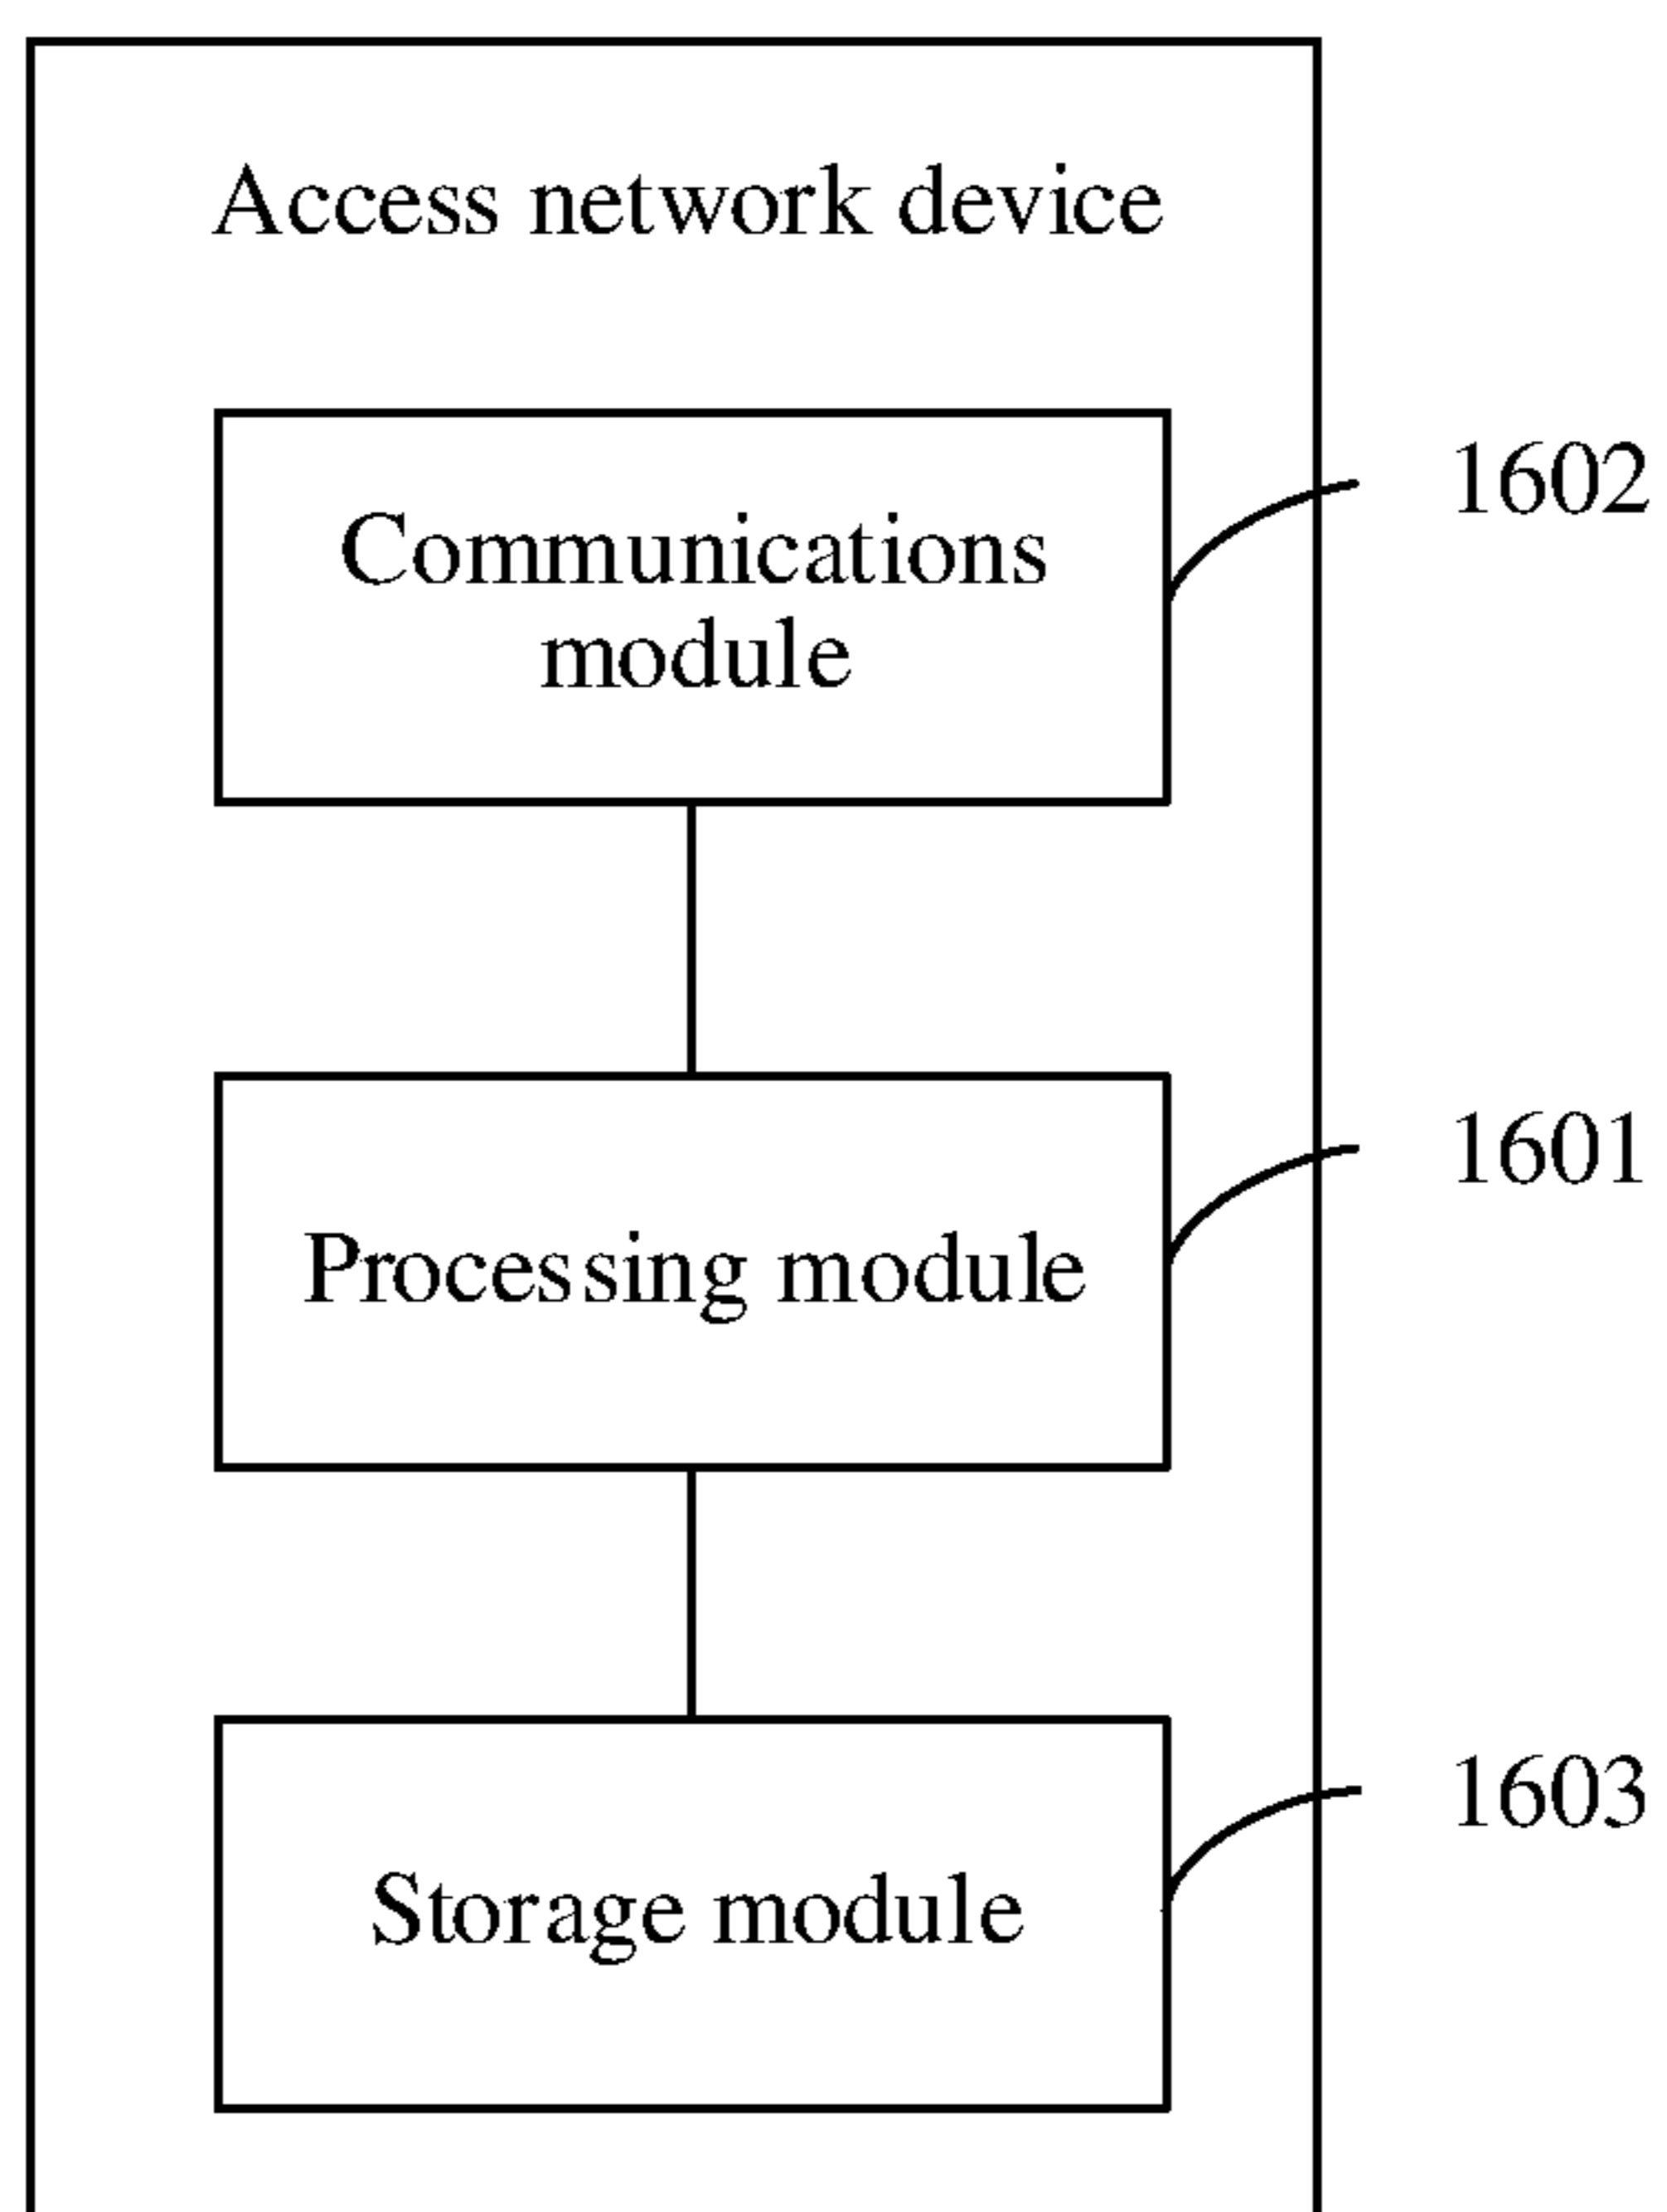 Access network device
1602
Communications
module
1601
Processing module
1603
Storage module